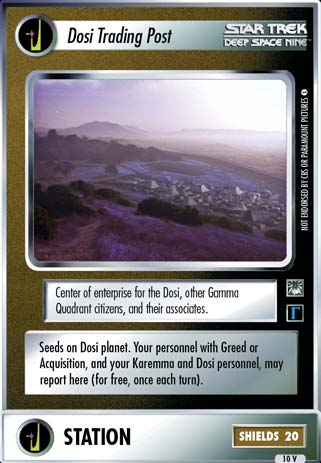 Dosi Trading Post
STAR TREK
DEEP SPACE NINE
NOT ENDORSED BY CBS OR PARAMOUNT PICTURES
Center of enterprise for the Dosi, other Gamma
Quadrant citizens, and their associates.
Seeds on Dosi planet. Your personnel with Greed or
Acquisition, and your Karemma and Dosi personnel, may
report here (for free, once each turn).
STATION
SHIELDS 20
10 V